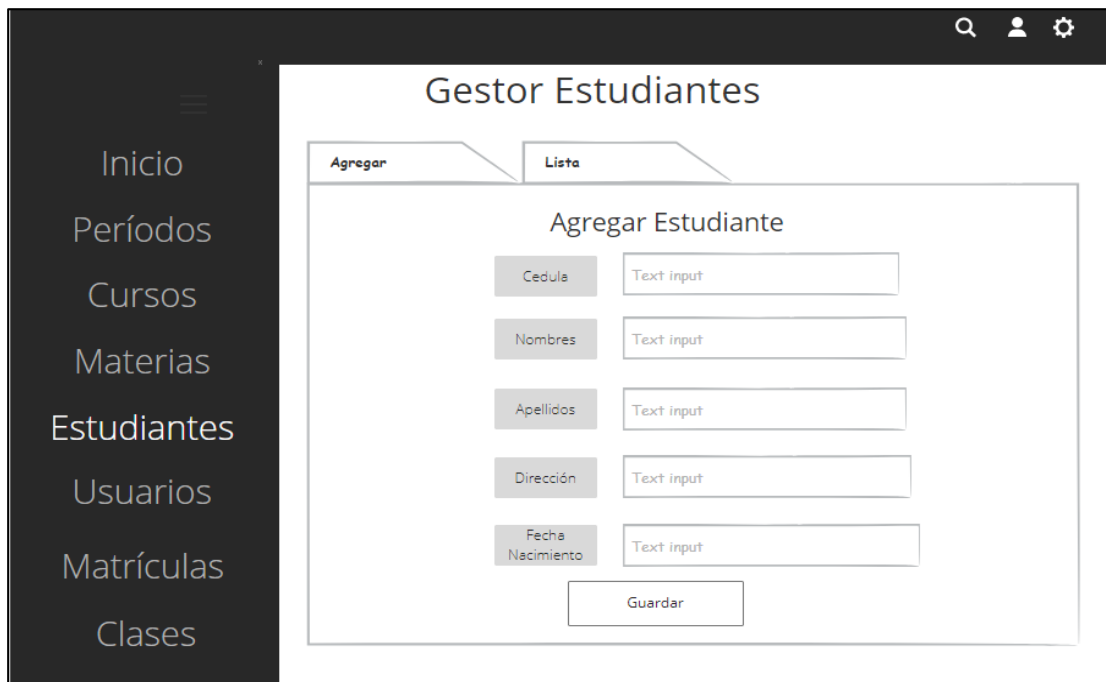 Gestor Estudiantes
Inicio
Períodos
Cursos
Materias
Estudiantes
Usuarios
Matrículas
Clases
Agregar
Lista
Agregar Estudiante
Cedula
Text input
Nombres
Text input
Apellidos
Text input
Dirección
Text input
Fecha
Nacimiento
Text input
Guardar